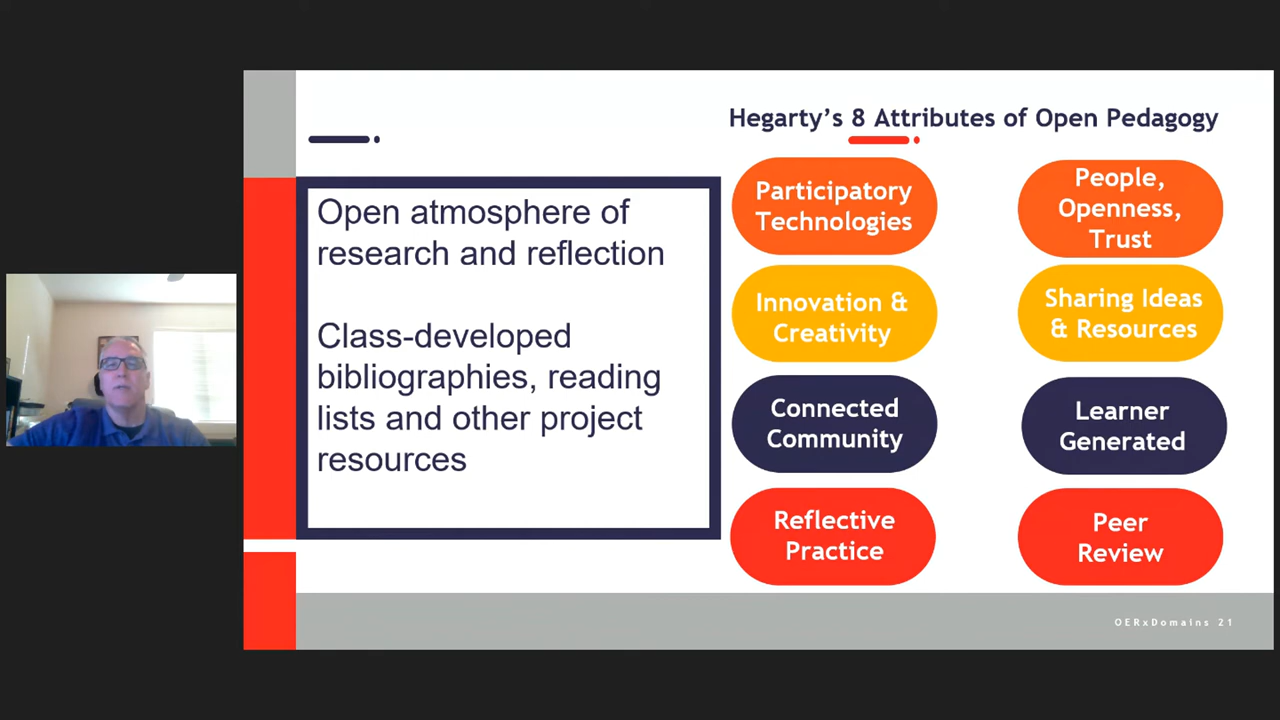 Hegarty’s 8 Attributes of Open Pedagogy
Open atmosphere of
research and reflection
Class-developed
bibliographies, reading
lists and other project
resources
Participatory
Technologies
People,
Openness,
Trust
Innovation &
Creativity
Sharing Ideas
& Resources
Connected
Community
Learner
Generated
Reflective
Practice
Peer
Review
OERxDomains 21